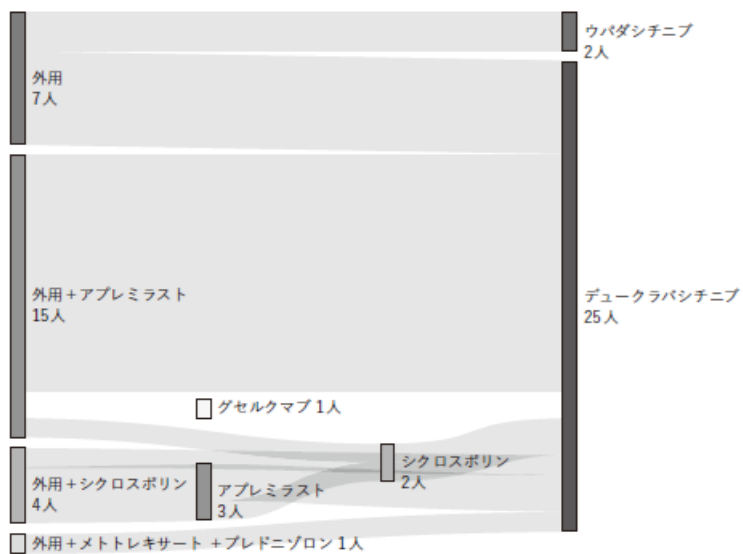 ウパダシチニブ
2人
外用
7人
外用＋アプレミラスト
15人
デュークラバシチニブ
25人
グセルクマブ 1人
シクロスポリン
2人
外用＋シクロスポリン
4人
アプレミラスト
3人
外用＋メトトレキサート ＋プレドニゾロン 1人